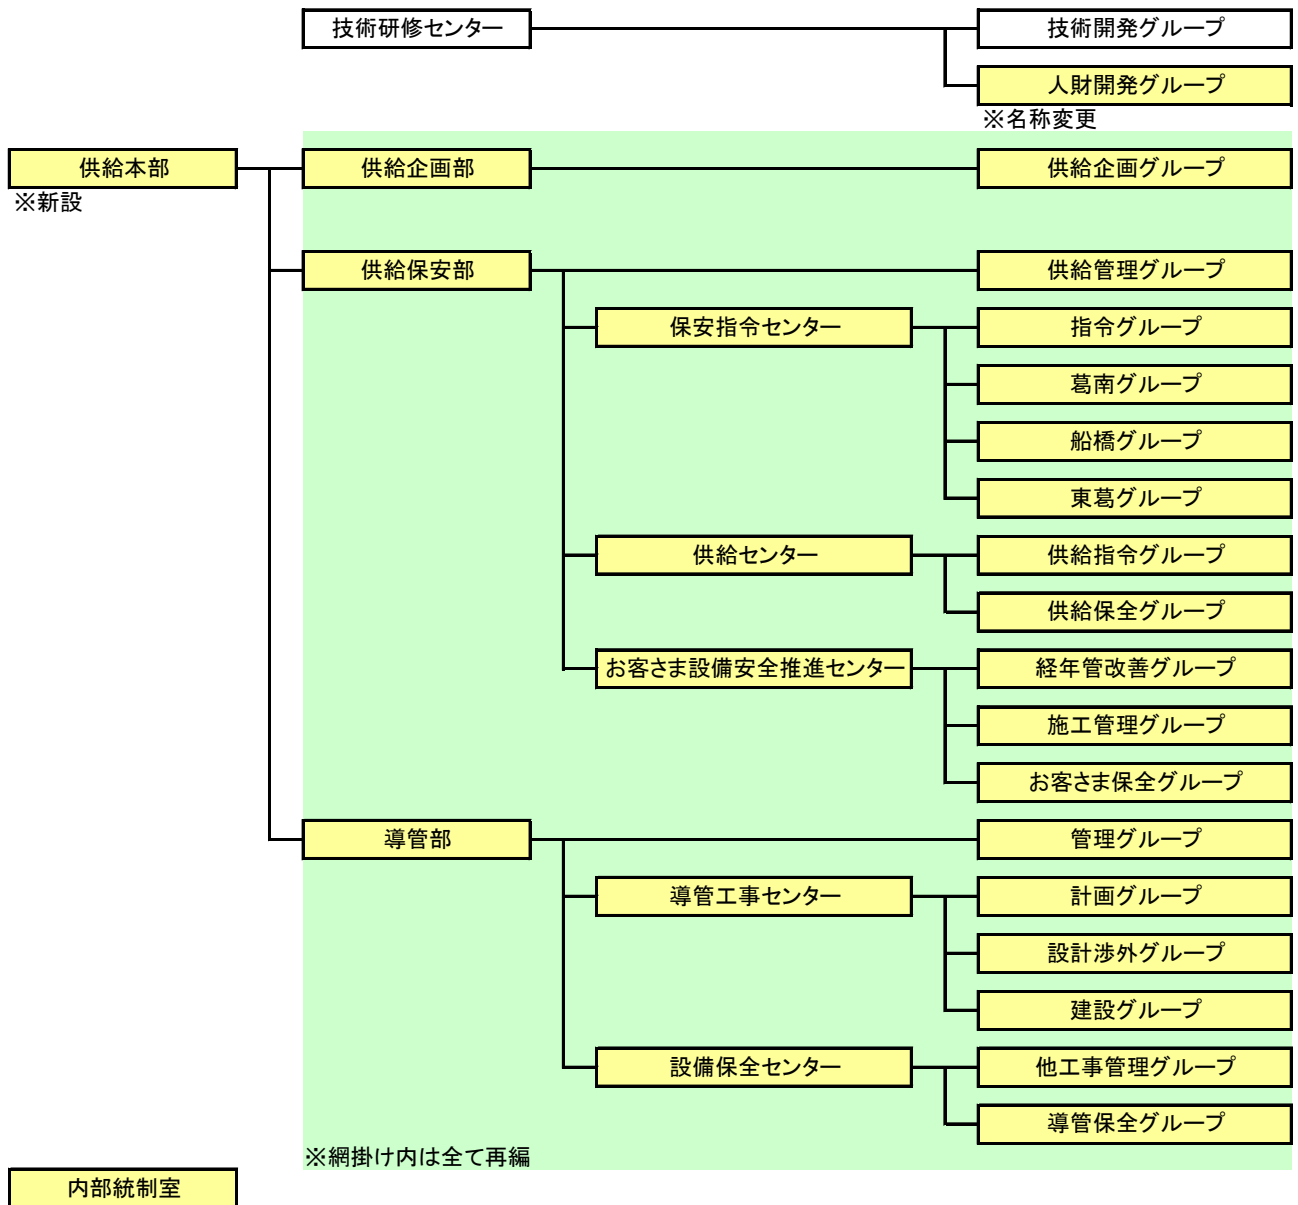 技術研修センター
技術開発グループ
人財開発グループ
※名称変更
供給本部
供給企画部
供給企画グループ
※新設
供給保安部
供給管理グループ
保安指令センター
指令グループ
葛南グループ
船橋グループ
東葛グループ
供給センター
供給指令グループ
供給保全グループ
お客さま設備安全推進センター
経年管改善グループ
施工管理グループ
お客さま保全グループ
導管部
管理グループ
導管工事センター
計画グループ
設計渉外グループ
建設グループ
設備保全センター
他工事管理グループ
導管保全グループ
※網掛け内は全て再編
内部統制室